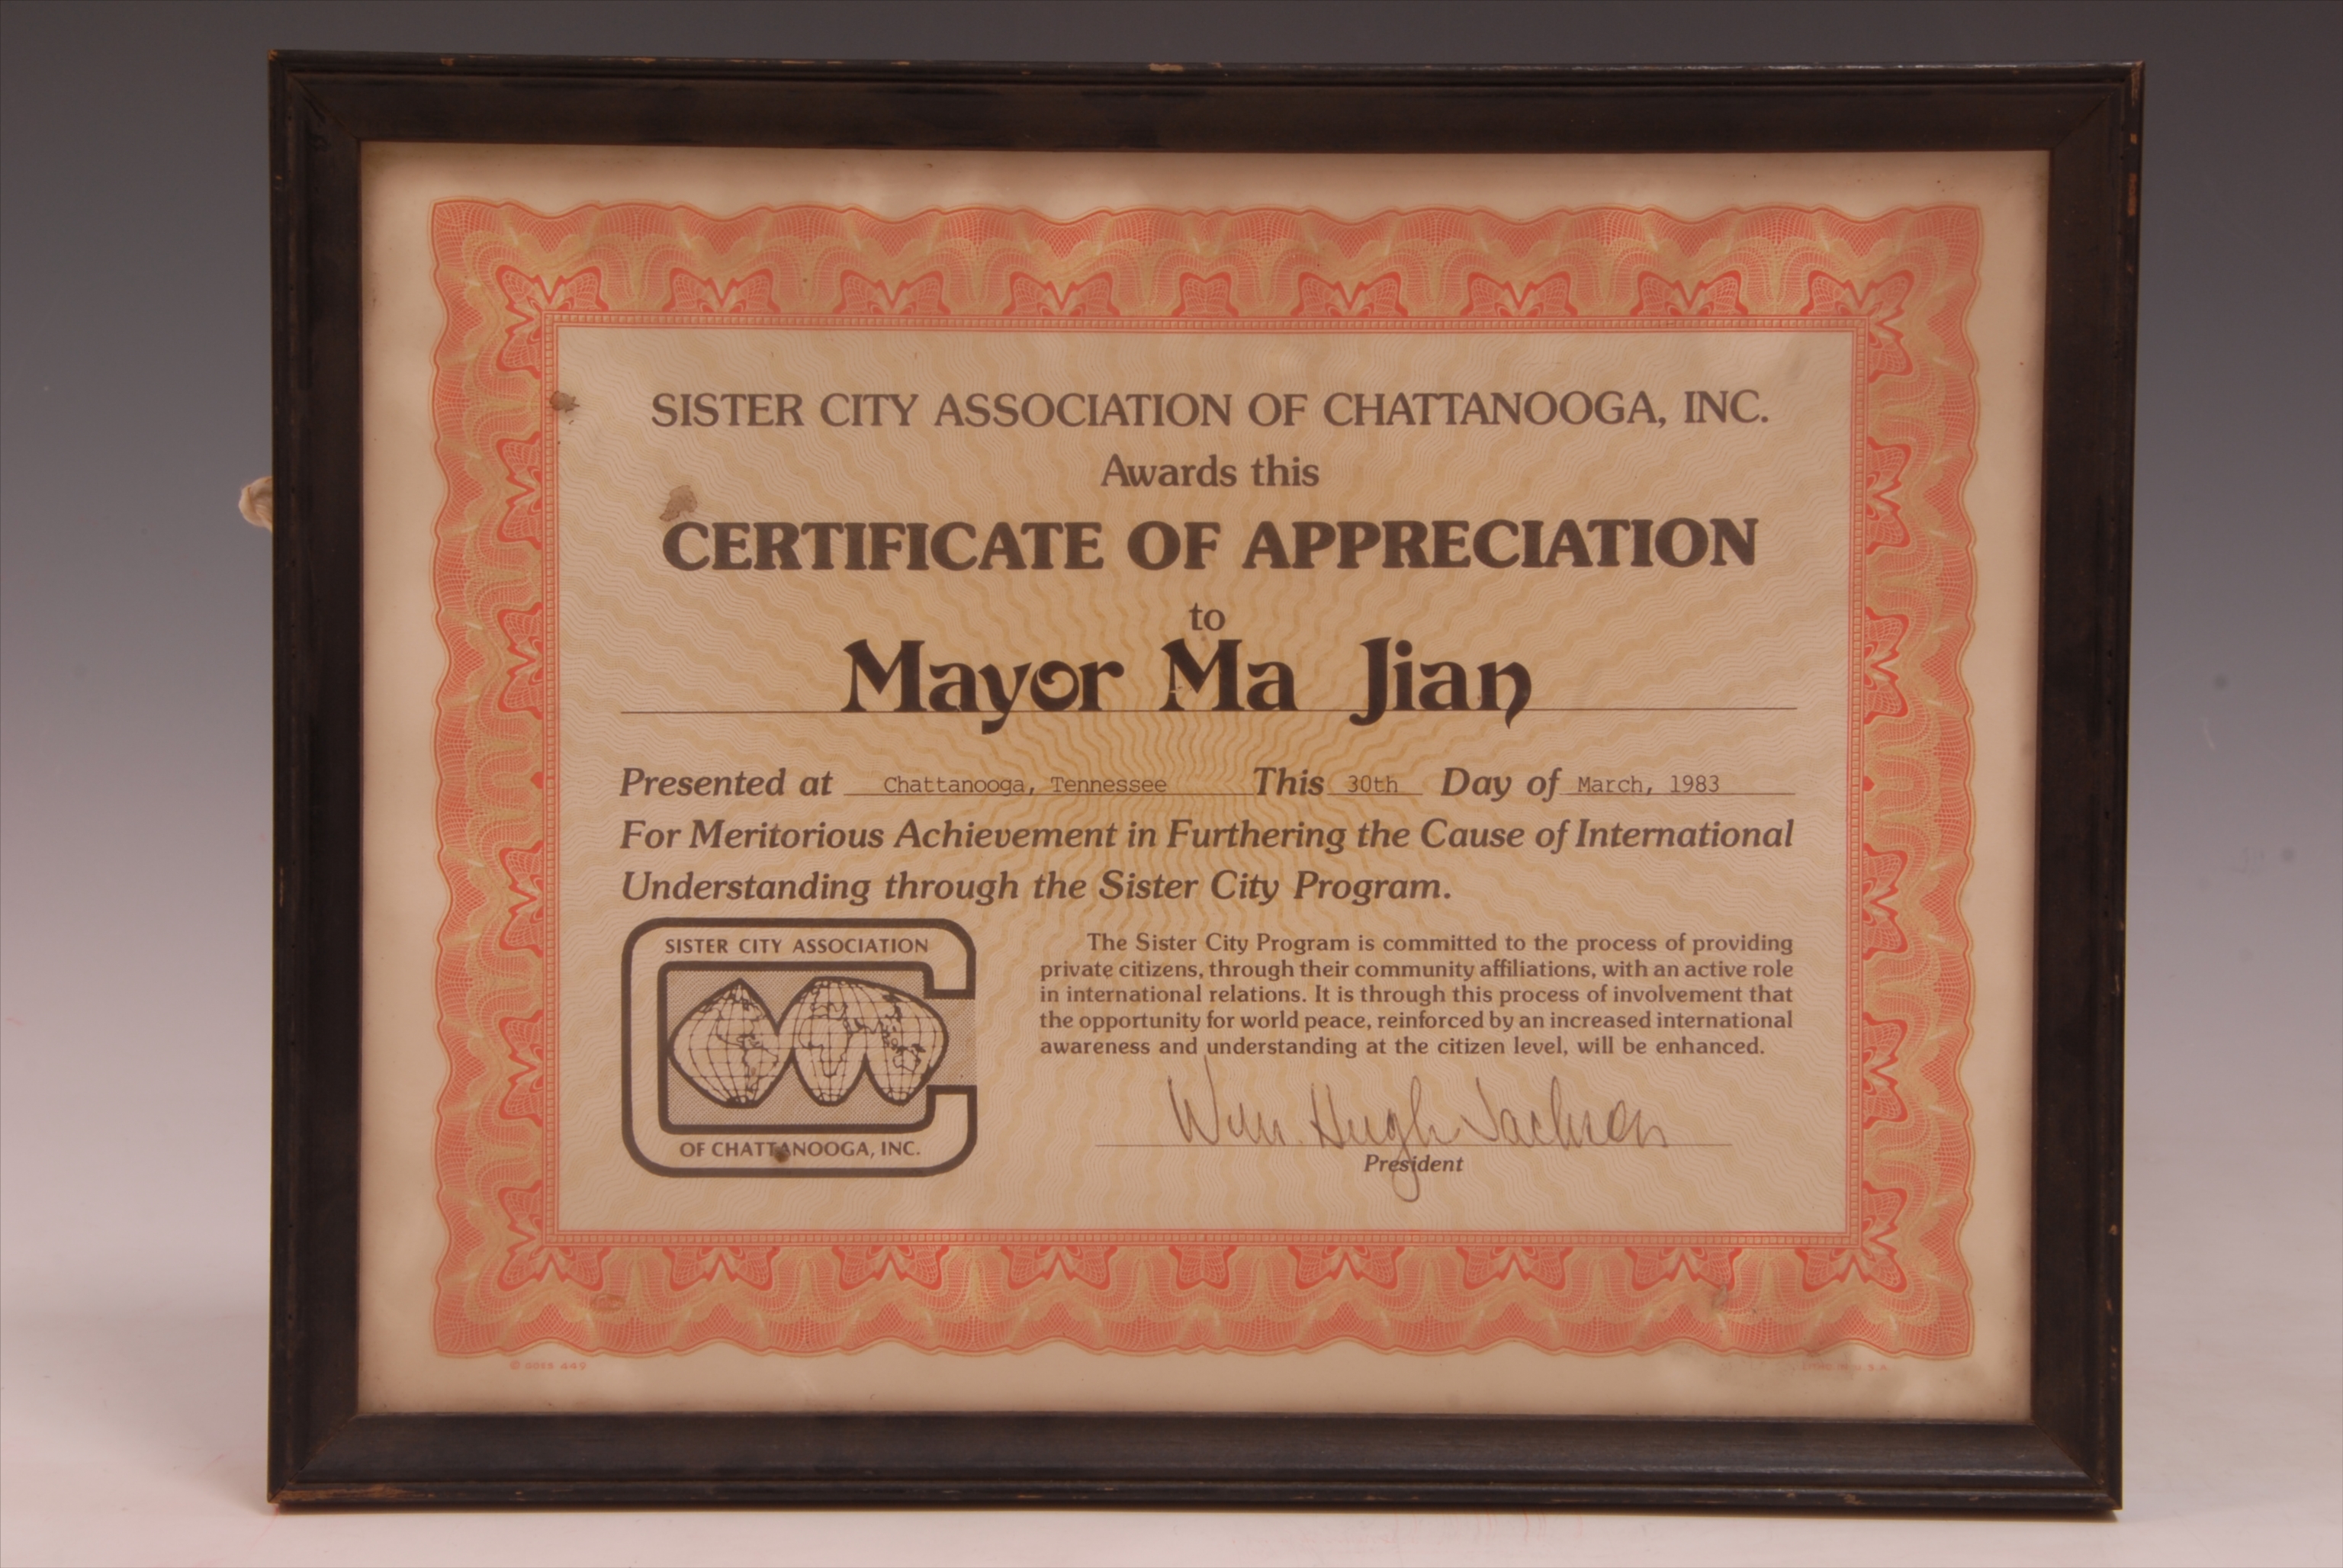 SISTER CITY ASSOCIATION OF CHATTANOOGA, INC.
Awards this
CERTIFICATE OF APPRECIATION
to
Mayor Ma Jian
Presented at Chattanooga, Tennessee This 30th Day of March, 1983
For Meritorious Achievement in Furthering the Cause of International
Understanding through the Sister City Program.
SISTER CITY ASSOCIATION
OF CHATTANOOGA, INC.
The Sister City Program is committed to the process of providing
private citizens, through their community affiliations, with an active role
in international relations. It is through this process of involvement that
the opportunity for world peace, reinforced by an increased international
awareness and understanding at the citizen level, will be enhanced.
Wm. Hugh Jackson
President
© GOES 449
U.S.A.